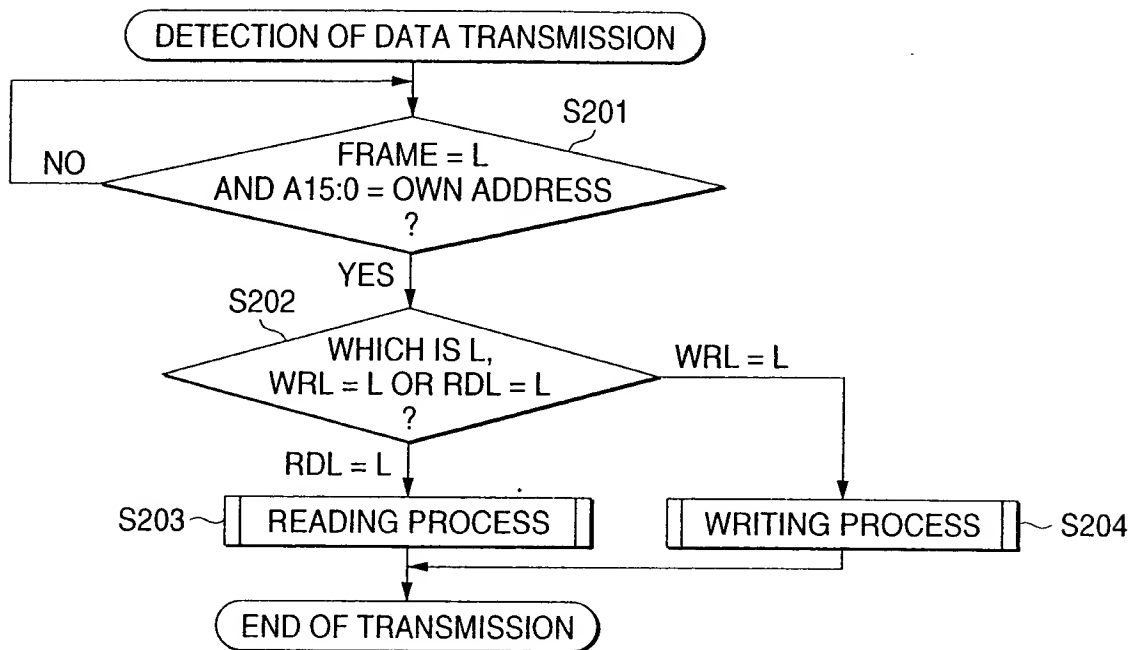 DETECTION OF DATA TRANSMISSION
S201
FRAME = L
AND A15:0 = OWN ADDRESS
?
NO
YES
S202
WHICH IS L,
WRL = L OR RDL = L
?
WRL = L
RDL = L
S203
READING PROCESS
WRITING PROCESS
S204
END OF TRANSMISSION